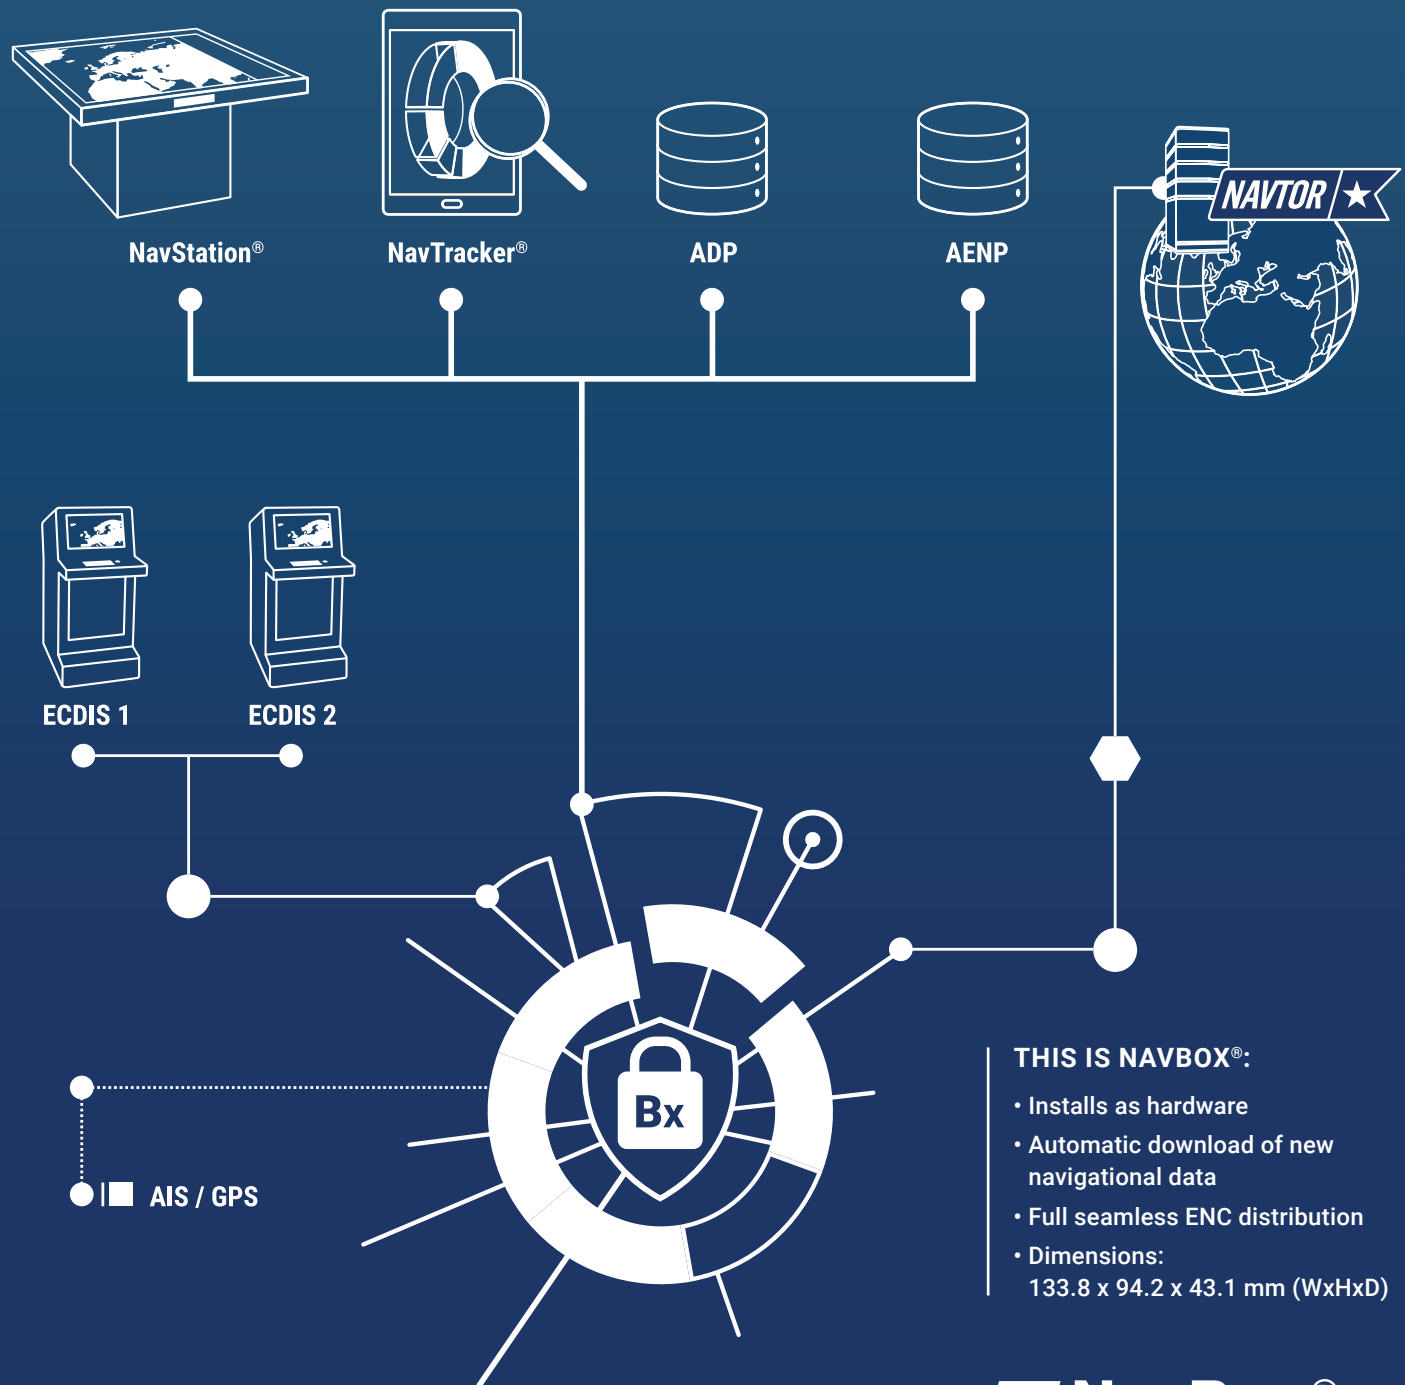 NAVTOR
NavStation®
NavTracker®
ADP
AENP
ECDIS 1
ECDIS 2
Bx
AIS / GPS
THIS IS NAVBOX®:
• Installs as hardware
• Automatic download of new
navigational data
• Full seamless ENC distribution
• Dimensions:
133.8 x 94.2 x 43.1 mm (WxHxD)